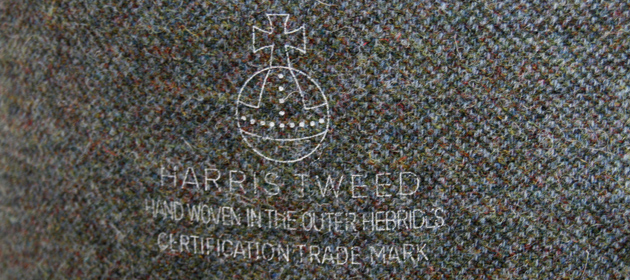 HARRIS TWEED
HAND WOVEN IN THE OUTER HEBRIDES
CERTIFICATION TRADE MARK